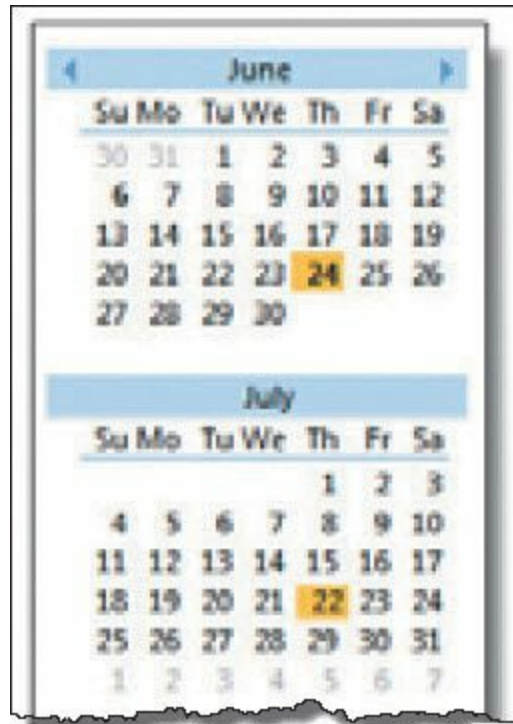 June
Su Mo Tu We Th Fr Sa
30 31 1 2 3 4 5
6 7 8 9 10 11 12
13 14 15 16 17 18 19
20 21 22 23 24 25 26
27 28 29 30
July
Su Mo Tu We Th Fr Sa
1 2 3
4 5 6 7 8 9 10
11 12 13 14 15 16 17
18 19 20 21 22 23 24
25 26 27 28 29 30 31
1 2 3 4 5 6 7